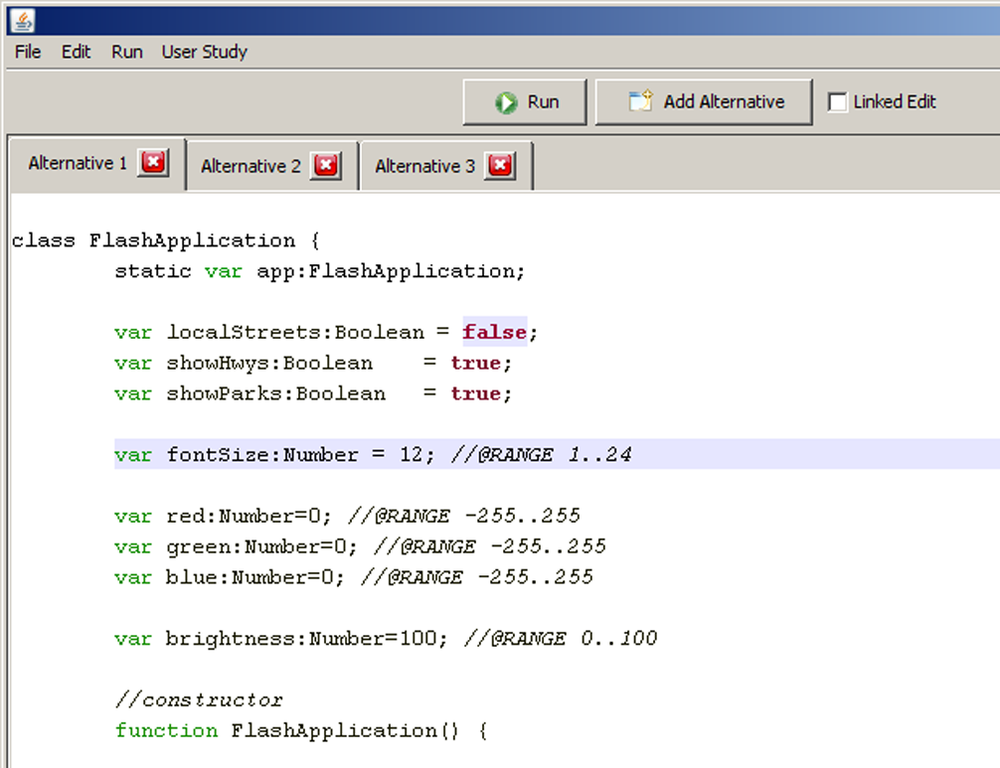 File Edit Run User Study
Run Add Alternative Linked Edit
Alternative 1 Alternative 2 Alternative 3
class FlashApplication {
static var app:FlashApplication;
var localStreets:Boolean = false;
var showHwys:Boolean = true;
var showParks:Boolean = true;
var fontSize:Number = 12; //@RANGE 1..24
var red:Number=0; //@RANGE -255..255
var green:Number=0; //@RANGE -255..255
var blue:Number=0; //@RANGE -255..255
var brightness:Number=100; //@RANGE 0..100
//constructor
function FlashApplication() {